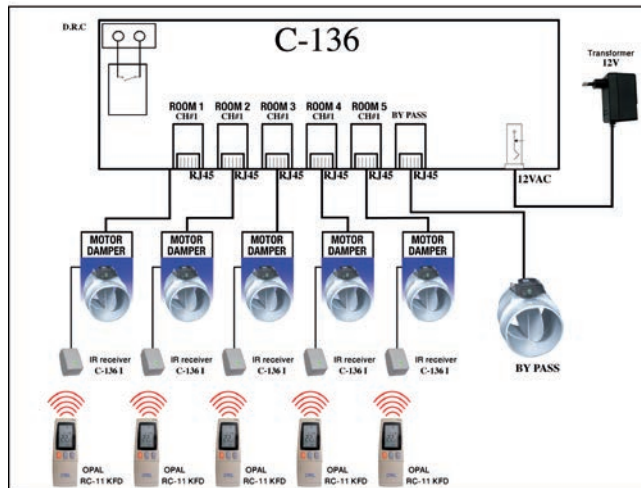 D.R.C
C-136
Transformer
12V
ROOM 1 ROOM 2 ROOM 3 ROOM 4 ROOM 5
CH#1 CH#1 CH#1 CH#1 CH#1 BY PASS
RJ45 RJ45 RJ45 RJ45 RJ45 RJ45
12VAC
MOTOR DAMPER
MOTOR DAMPER
MOTOR DAMPER
MOTOR DAMPER
MOTOR DAMPER
IR receiver IR receiver IR receiver IR receiver IR receiver
C-136 I C-136 I C-136 I C-136 I C-136 I
BY PASS
OPAL OPAL OPAL OPAL OPAL
RC-11 KFD RC-11 KFD RC-11 KFD RC-11 KFD RC-11 KFD